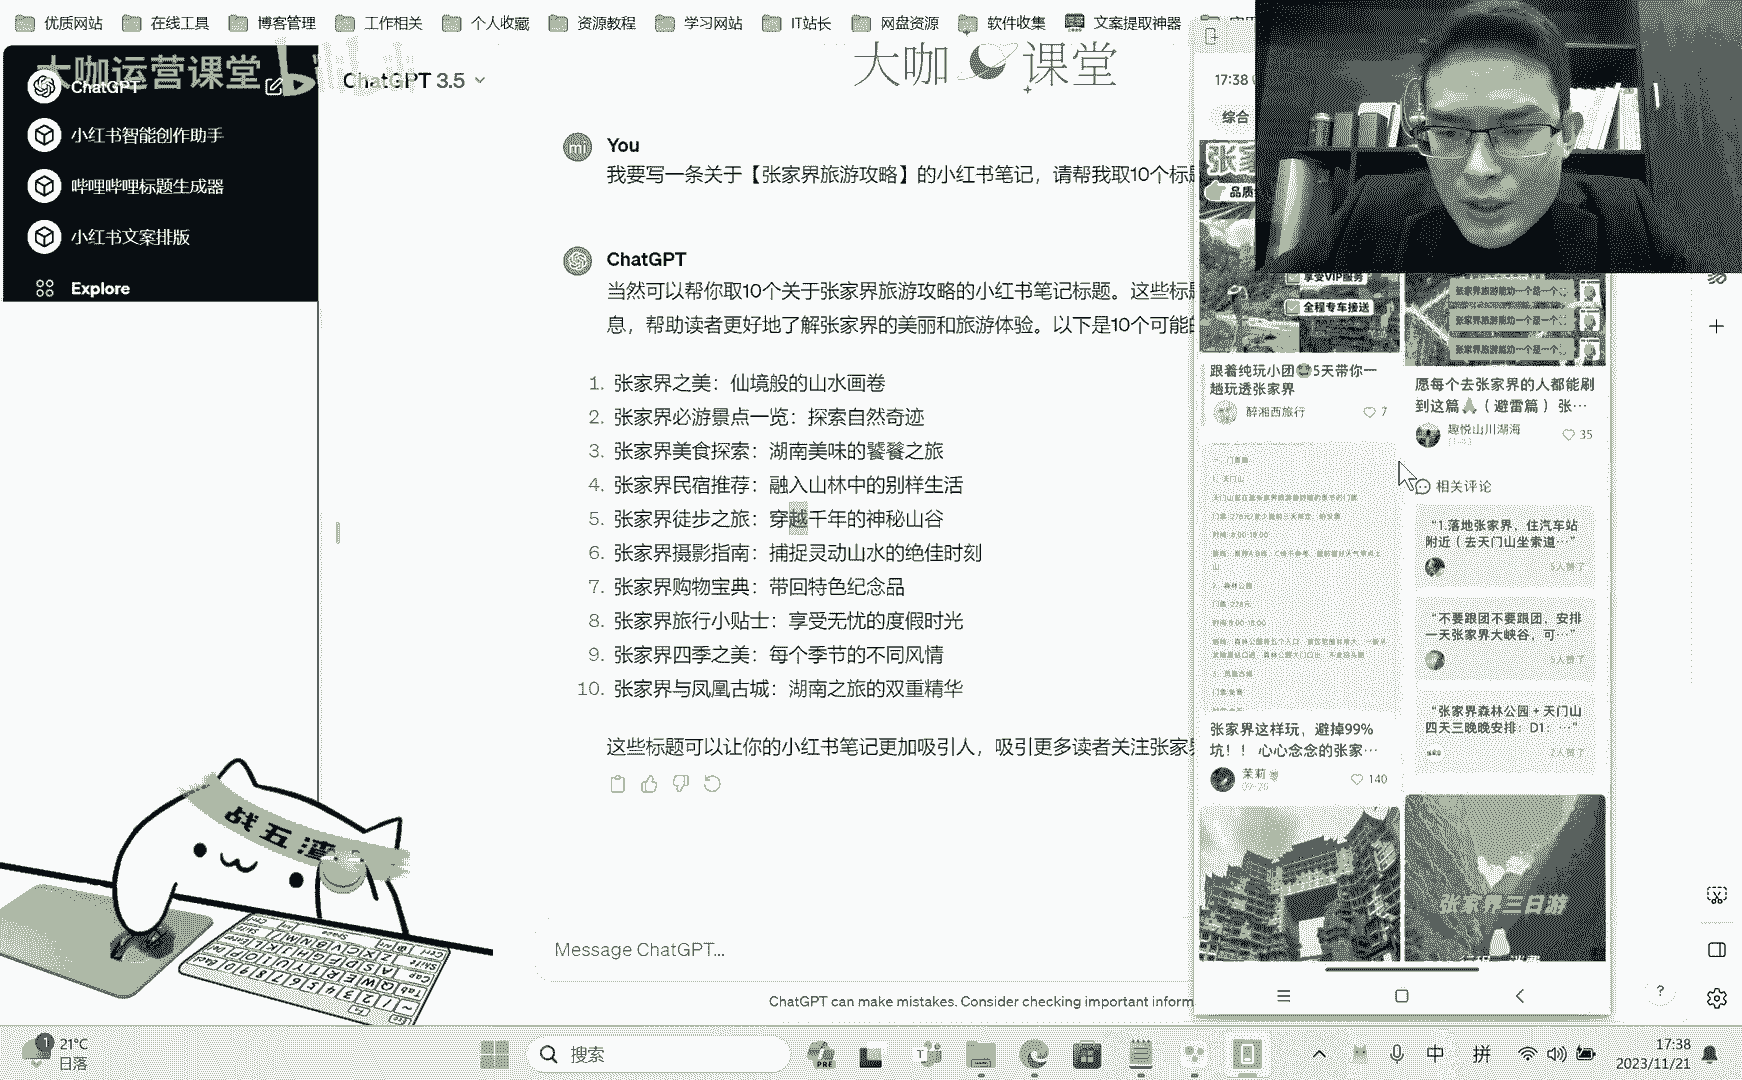 优质网站
在线工具
博客管理
工作相关
个人收藏
资源教程
学习网站
IT站长
网盘资源
软件收集
文案提取神器
大咖运营课堂
大咖 课堂
ChatGPT
小红书智能创作助手
哔哩哔哩标题生成器
小红书文案排版
Explore
ChatGPT 3.5
You
我要写一条关于【张家界旅游攻略】的小红书笔记，请帮我取10个标题
ChatGPT
当然可以帮你取10个关于张家界旅游攻略的小红书笔记标题。这些标题
息，帮助读者更好地了解张家界的美丽和旅游体验。以下是10个可能的
1. 张家界之美：仙境般的山水画卷
2. 张家界必游景点一览：探索自然奇迹
3. 张家界美食探索：湖南美味的饕餮之旅
4. 张家界民宿推荐：融入山林中的别样生活
5. 张家界徒步之旅：穿越千年的神秘山谷
6. 张家界摄影指南：捕捉灵动山水的绝佳时刻
7. 张家界购物宝典：带回特色纪念品
8. 张家界旅行小贴士：享受无忧的度假时光
9. 张家界四季之美：每个季节的不同风情
10. 张家界与凤凰古城：湖南之旅的双重精华
这些标题可以让你的小红书笔记更加吸引人，吸引更多读者关注张家界
Message ChatGPT...
ChatGPT can make mistakes. Consider checking important inform
17:38
综合
享受VIP服务
全程专车接送
跟着纯玩小团🤩5天带你一
趟玩透张家界
醉湘西旅行
7
愿每个去张家界的人都能刷
到这篇🙏（避雷篇）张…
趣悦山川湖海
35
相关评论
“1.落地张家界，住汽车站
附近（去天门山坐索道…”
5人赞了
“不要跟团不要跟团，安排
一天张家界大峡谷，可…”
5人赞了
“张家界森林公园＋天门山
四天三晚晚安排：D1：…”
2人赞了
张家界这样玩，避掉99%
坑！！ 心心念念的张家…
茉莉
09-20
140
张家界三日游
战五渣
1
21°C
日落
搜索
中
拼
17:38
2023/11/21